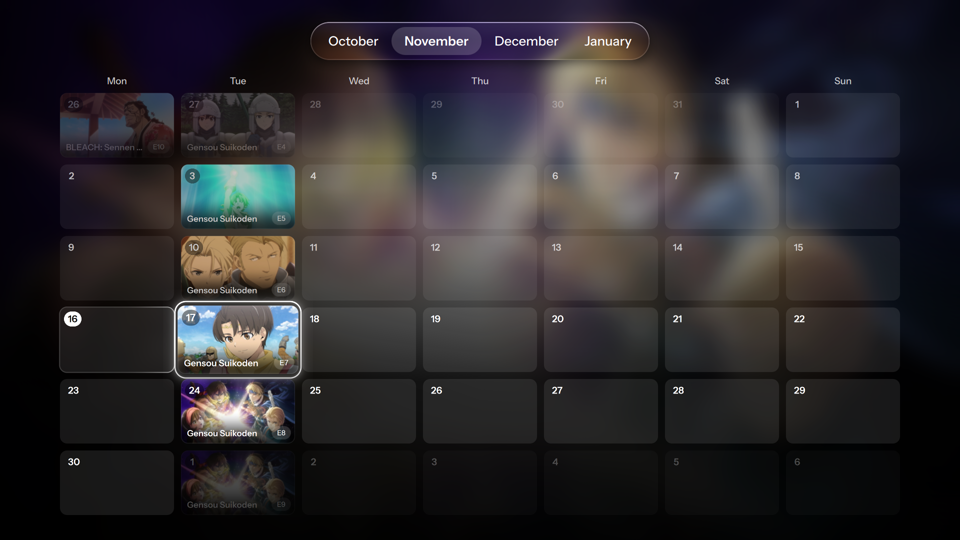 October November December January
Mon Tue Wed Thu Fri Sat Sun
26 27 28 29 30 31 1
BLEACH: Sennen ... E10 Gensou Suikoden E4
2 3 4 5 6 7 8
Gensou Suikoden E5
9 10 11 12 13 14 15
Gensou Suikoden E6
16 17 18 19 20 21 22
Gensou Suikoden E7
23 24 25 26 27 28 29
Gensou Suikoden E8
30 1 2 3 4 5 6
Gensou Suikoden E9